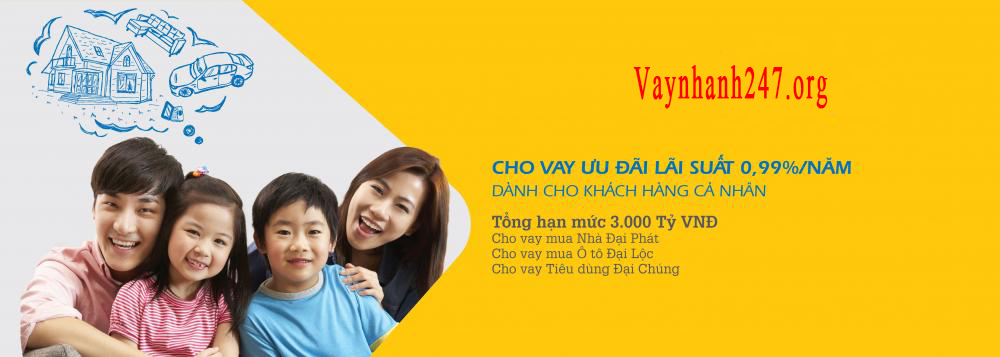 Vaynhanh247.org
CHO VAY ƯU ĐÃI LÃI SUẤT 0,99%/NĂM
DÀNH CHO KHÁCH HÀNG CÁ NHÂN
Tổng hạn mức 3.000 Tỷ VNĐ
Cho vay mua Nhà Đại Phát
Cho vay mua Ô tô Đại Lộc
Cho vay Tiêu dùng Đại Chúng